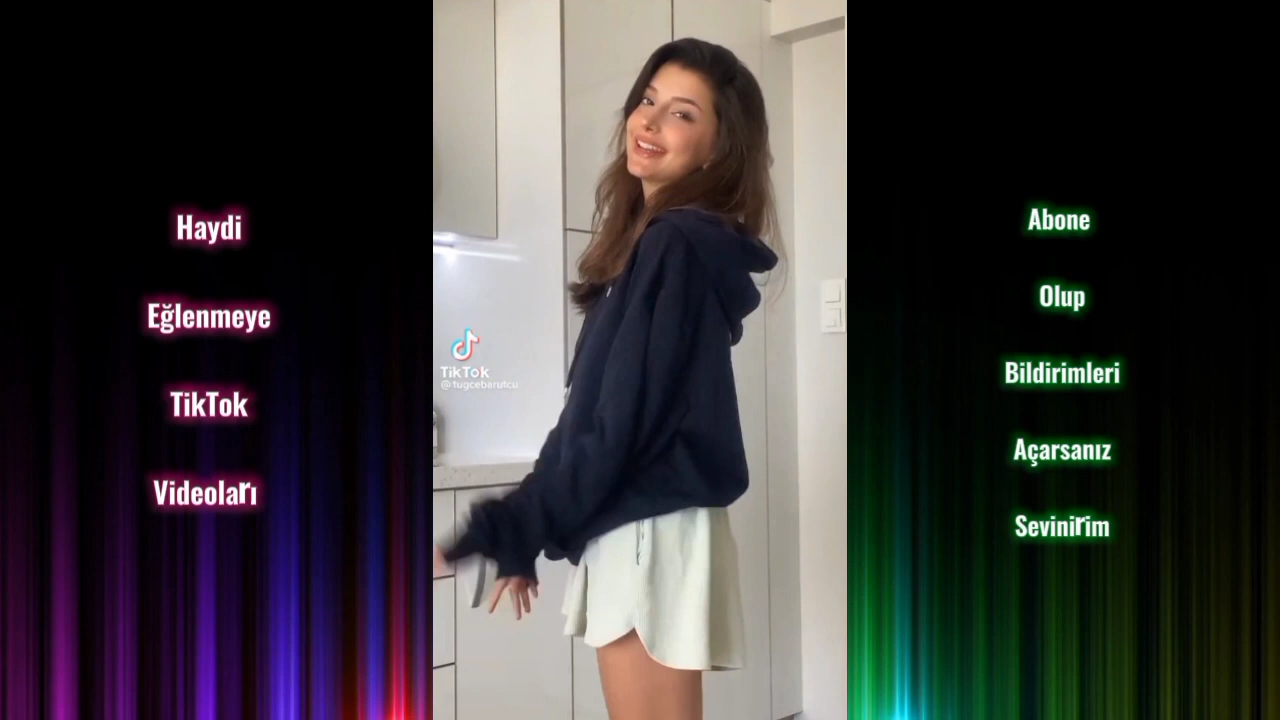 Haydi
Eğlenmeye
TikTok
Videoları
TikTok
@tugcebarutcu
Abone
Olup
Bildirimleri
Açarsanız
Sevinirim